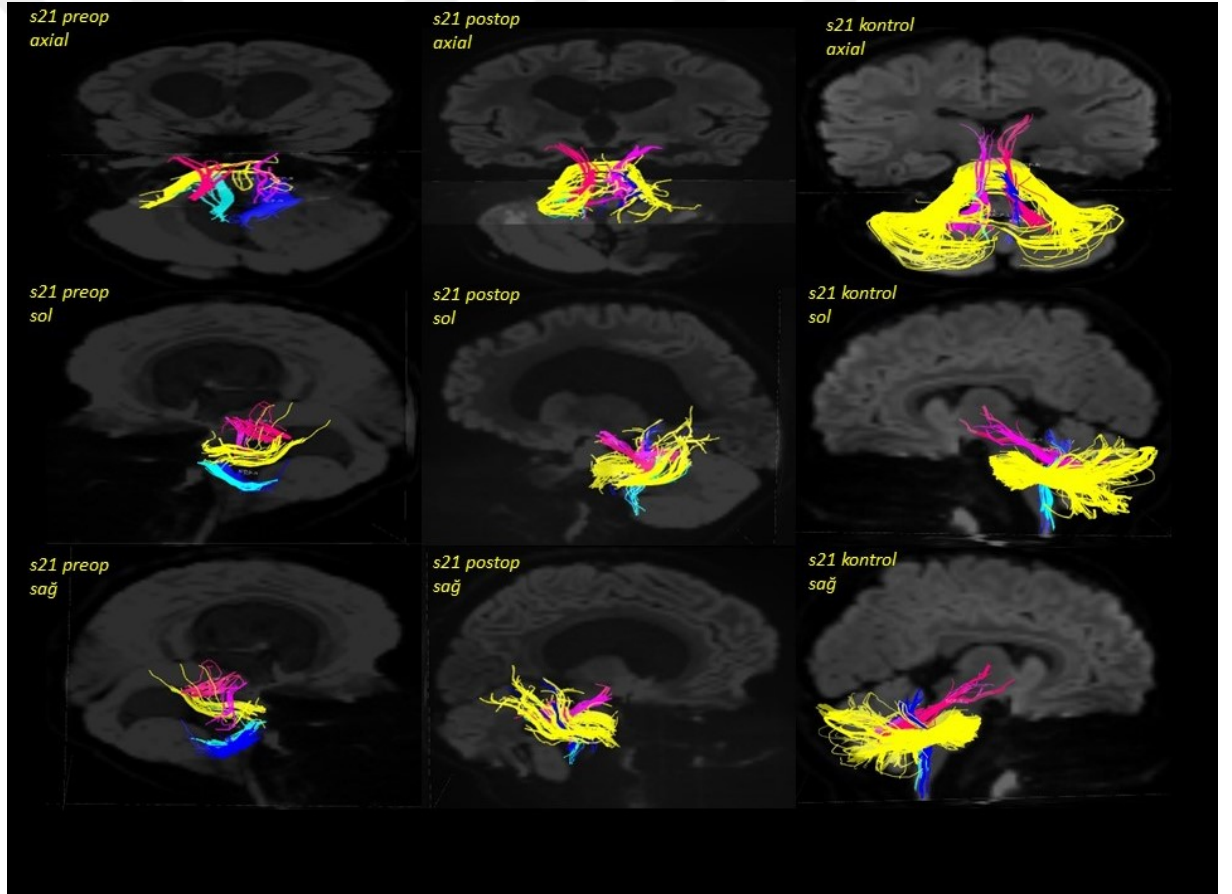 s21 preop
axial
s21 postop
axial
s21 kontrol
axial
s21 preop
sol
s21 postop
sol
s21 kontrol
sol
s21 preop
sağ
s21 postop
sağ
s21 kontrol
sağ